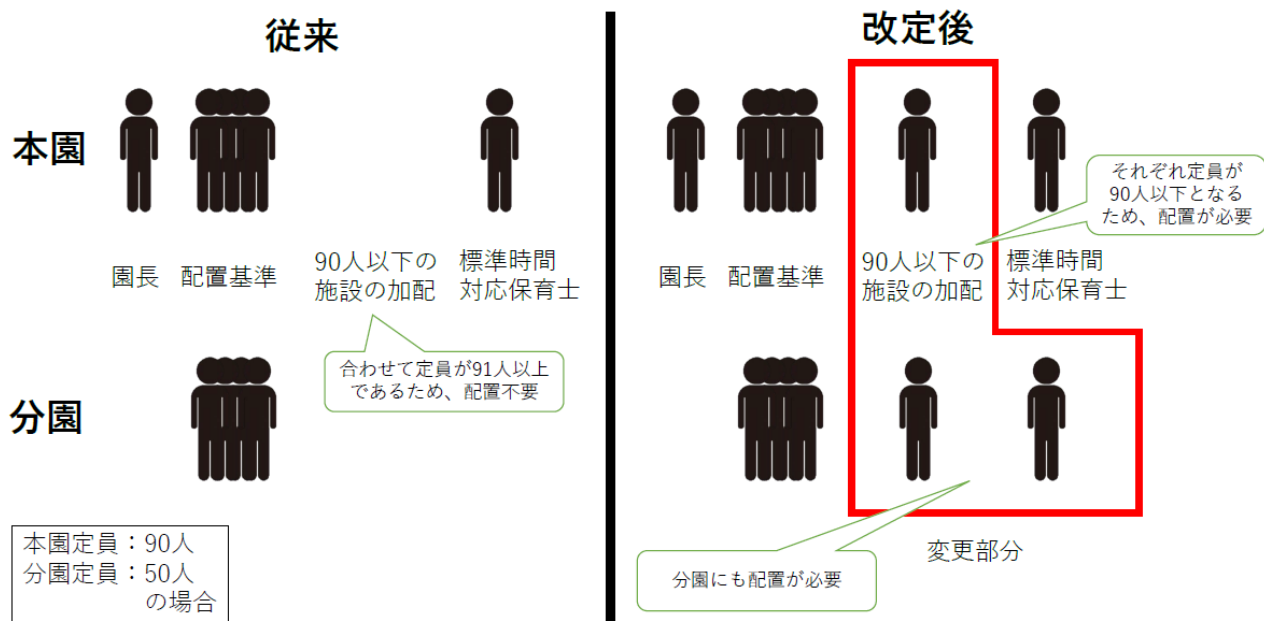 従来
本園
園長
配置基準
90人以下の
施設の加配
標準時間
対応保育士
合わせて定員が91人以上
であるため、配置不要
分園
本園定員：90人
分園定員：50人
の場合
改定後
それぞれ定員が
90人以下となる
ため、配置が必要
園長
配置基準
90人以下の
施設の加配
標準時間
対応保育士
変更部分
分園にも配置が必要